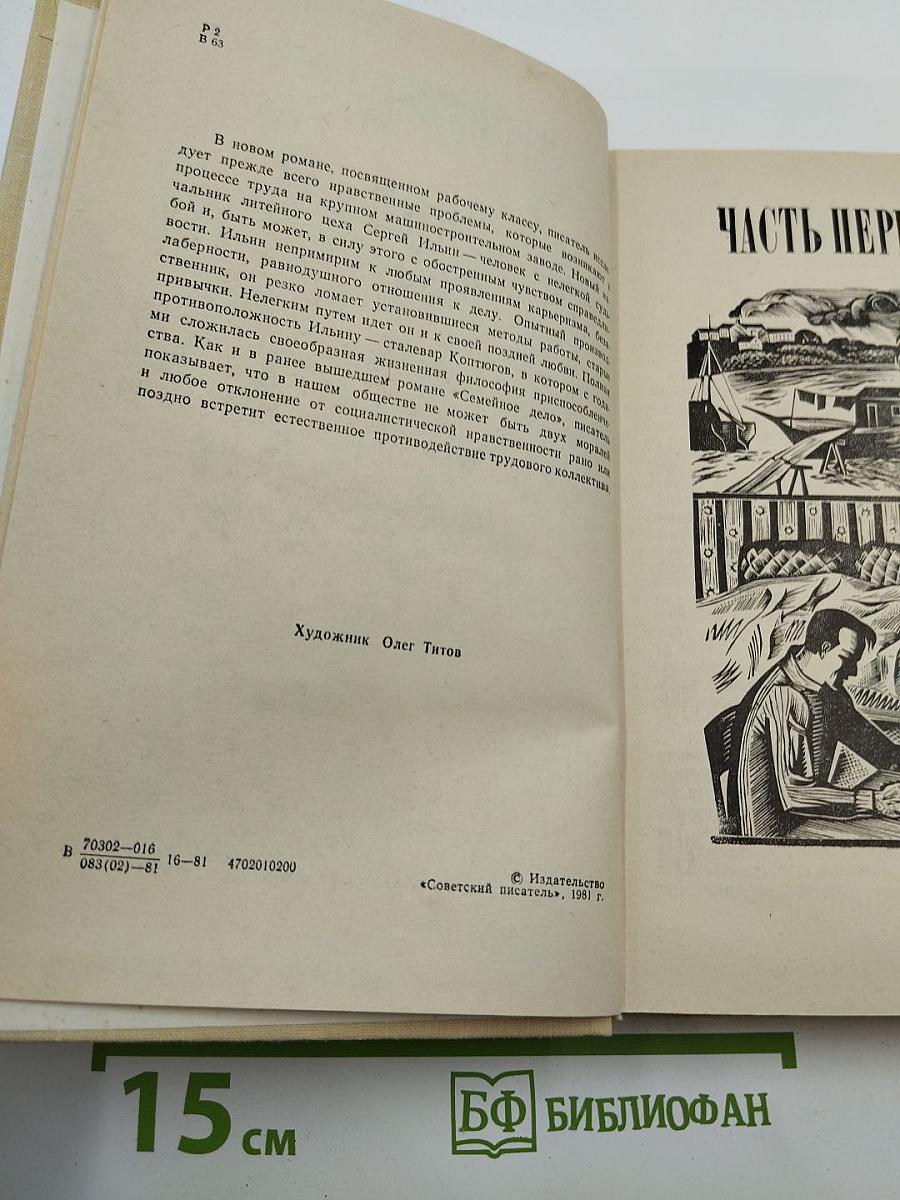 Р 2
В 63
В новом романе, посвященном рабочему классу, писатель иссле-
дует прежде всего нравственные проблемы, которые возникают в
процессе труда на крупном машиностроительном заводе. Новый на-
чальник литейного цеха Сергей Ильин — человек с нелегкой судь-
бой и, быть может, в силу этого с обостренным чувством справедли-
вости. Ильин непримирим к любым проявлениям карьеризма, беза-
лаберности, равнодушного отношения к делу. Опытный производ-
ственник, он резко ломает установившиеся методы работы, старые
привычки. Нелегким путем идет он и к своей поздней любви. Полная
противоположность Ильину — сталевар Коптюгов, в котором с года-
ми сложилась своеобразная жизненная философия приспособленче-
ства. Как и в ранее вышедшем романе «Семейное дело», писатель
показывает, что в нашем обществе не может быть двух моралей
и любое отклонение от социалистической нравственности рано или
поздно встретит естественное противодействие трудового коллектива.
Художник Олег Титов
В 70302—016
083(02)—81 16—81 4702010200
© Издательство
«Советский писатель», 1981 г.
ЧАСТЬ ПЕР
15 см
БФ БИБЛИОФАН